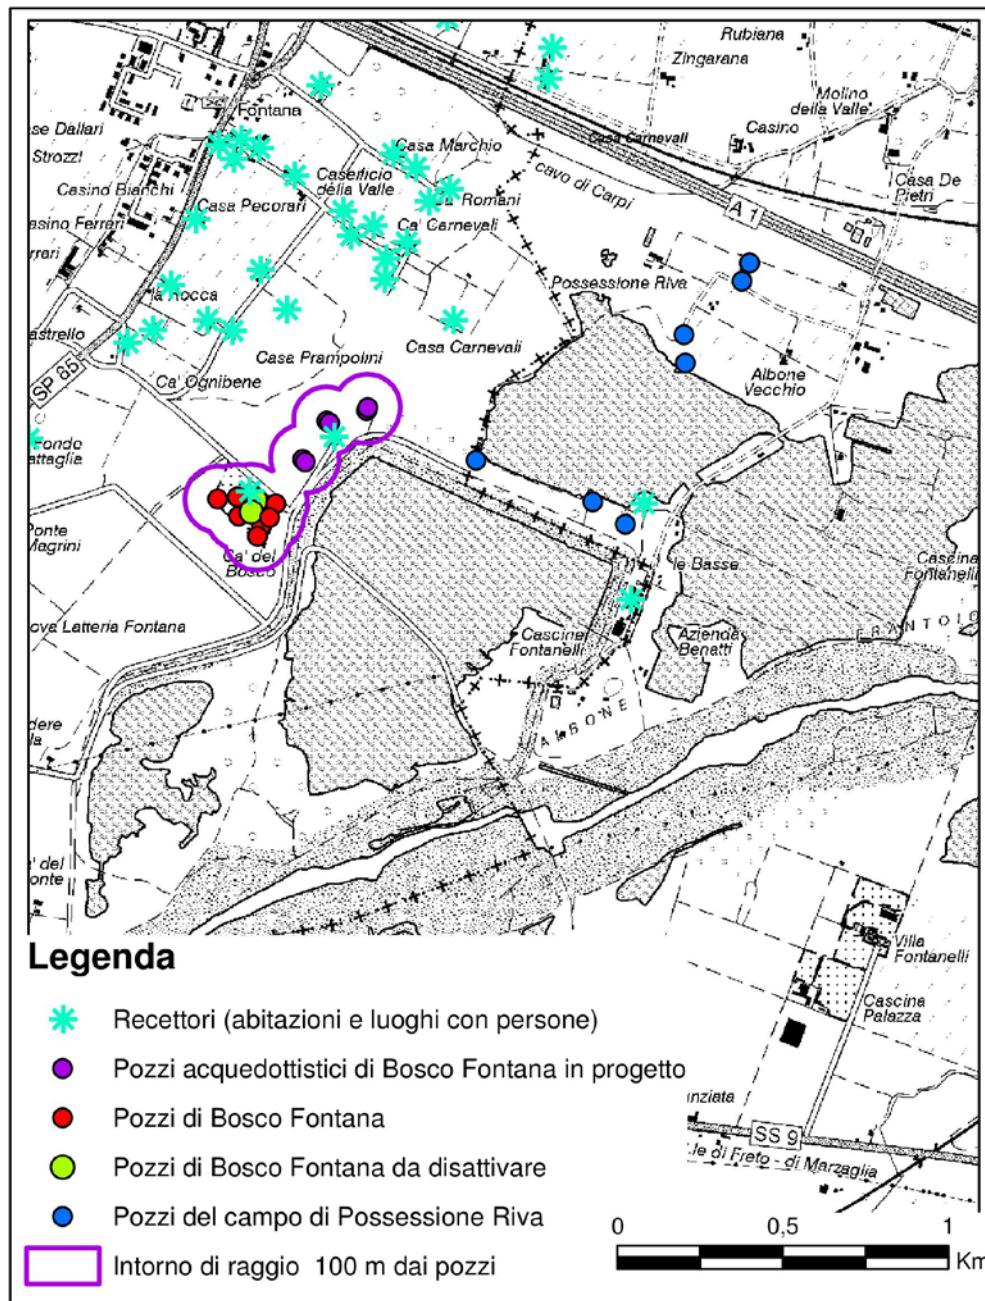 Rubiana
Zingarana
Molino
della Valle
Fontana
se Dallari
Casa Marchio
Casa Carnevali
Casino
Strozzi
Caseificio
della Valle
cavo di Carpi
Casa De
Pietri
Casino Bianchi
Casa Pecorari
Romani
A 1
asino Ferrari
Ca' Carnevali
rrari
la Rocca
Possessione Riva
astrello
Casa Prampolini
Casa Carnevali
Albone
Vecchio
SP 85
Ca' Ognibene
Fondo
attaglia
Ponte
Magrini
Ca' del
Bosco
le Basse
Cascina
Fontanelli
ova Latteria Fontana
Cascina
Fontanelli
Azienda
Benatti
FRANTOIO
ALBONE
dere
la
a' del
onte
Villa
Fontanelli
Cascina
Palazza
Legenda
Recettori (abitazioni e luoghi con persone)
Pozzi acquedottistici di Bosco Fontana in progetto
unziata
Pozzi di Bosco Fontana
SS 9
Pozzi di Bosco Fontana da disattivare
.le di Freto - di Marzaglia
Pozzi del campo di Possessione Riva
0 0,5 1
Km
Intorno di raggio 100 m dai pozzi